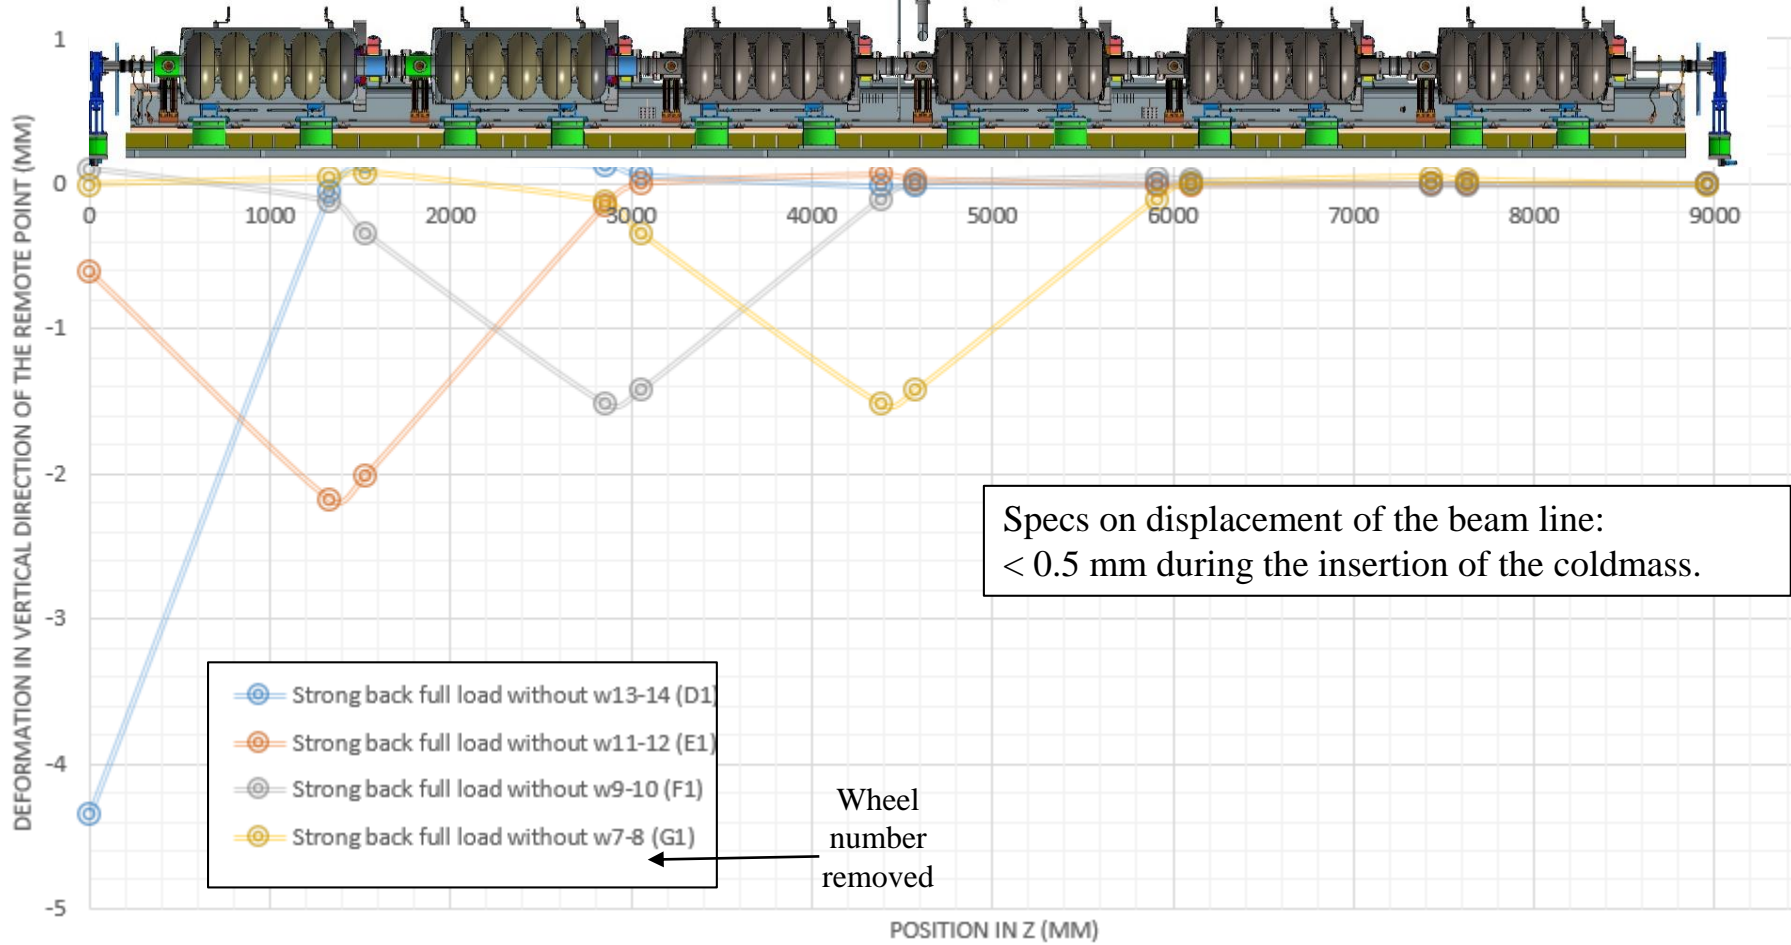 1
0
-1
-2
-3
-4
-5
DEFORMATION IN VERTICAL DIRECTION OF THE REMOTE POINT (MM)
0 1000 2000 3000 4000 5000 6000 7000 8000 9000
Specs on displacement of the beam line:
< 0.5 mm during the insertion of the coldmass.
Strong back full load without w13-14 (D1)
Strong back full load without w11-12 (E1)
Strong back full load without w9-10 (F1)
Strong back full load without w7-8 (G1)
Wheel
number
removed
POSITION IN Z (MM)